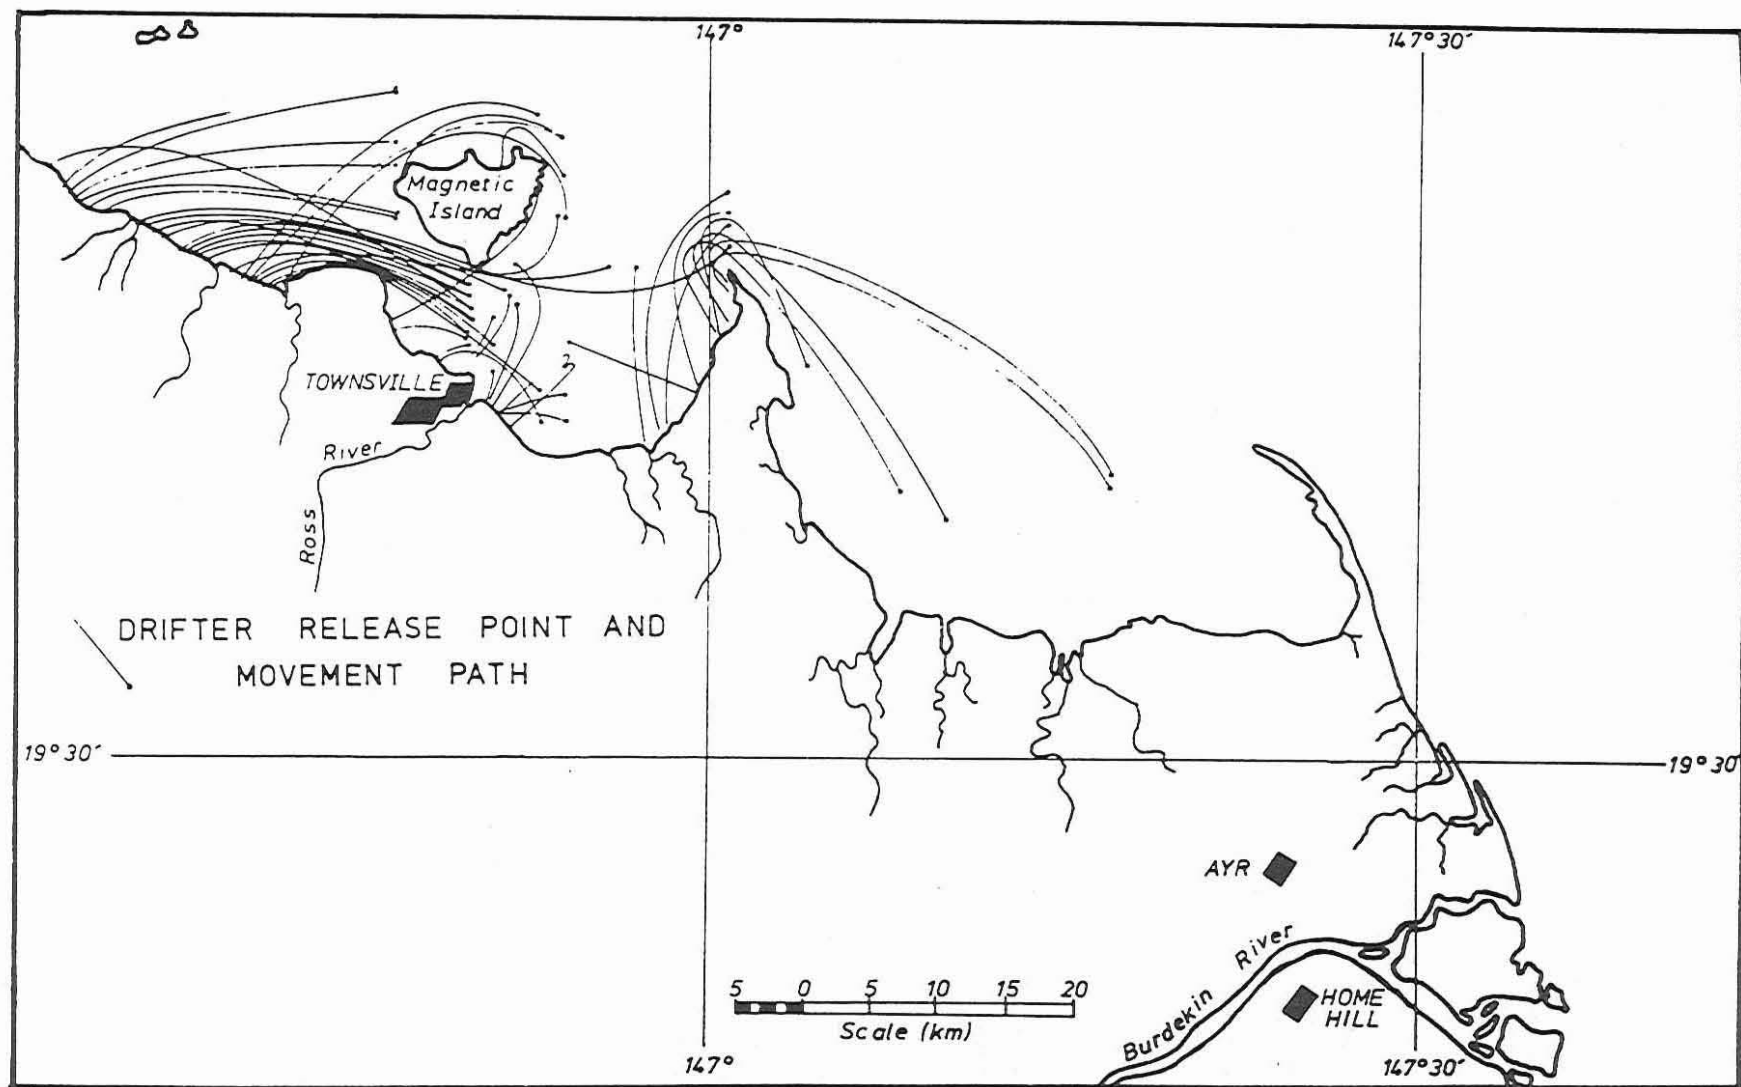 147°
147°30′
Magnetic
Island
TOWNSVILLE
?
River
Ross
DRIFTER RELEASE POINT AND
MOVEMENT PATH
19°30′
19°30′
AYR
River
Burdekin
HOME
HILL
5 0 5 10 15 20
Scale (km)
147°
147°30′